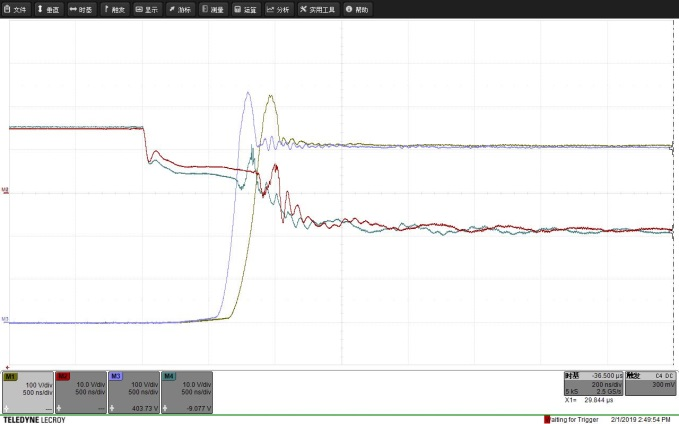 文件 垂直 时基 触发 显示 游标 测量 运算 分析 实用工具 帮助
M3
M1 M2 M3 M4
100 V/div 10.0 V/div 100 V/div 10.0 V/div
500 ns/div 500 ns/div 500 ns/div 500 ns/div
--- --- 403.73 V -9.077 V
时基 -36.500 µs 触发 C4 DC
200 ns/div 300 mV
5 kS 2.5 GS/s
X1= 29.844 µs
TELEDYNE LECROY Waiting for Trigger 2/1/2019 2:49:54 PM